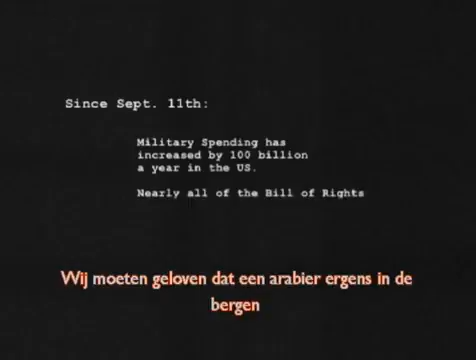 Since Sept. 11th:
Military Spending has
increased by 100 billion
a year in the US.
Nearly all of the Bill of Rights
Wij moeten geloven dat een arabier ergens in de
bergen